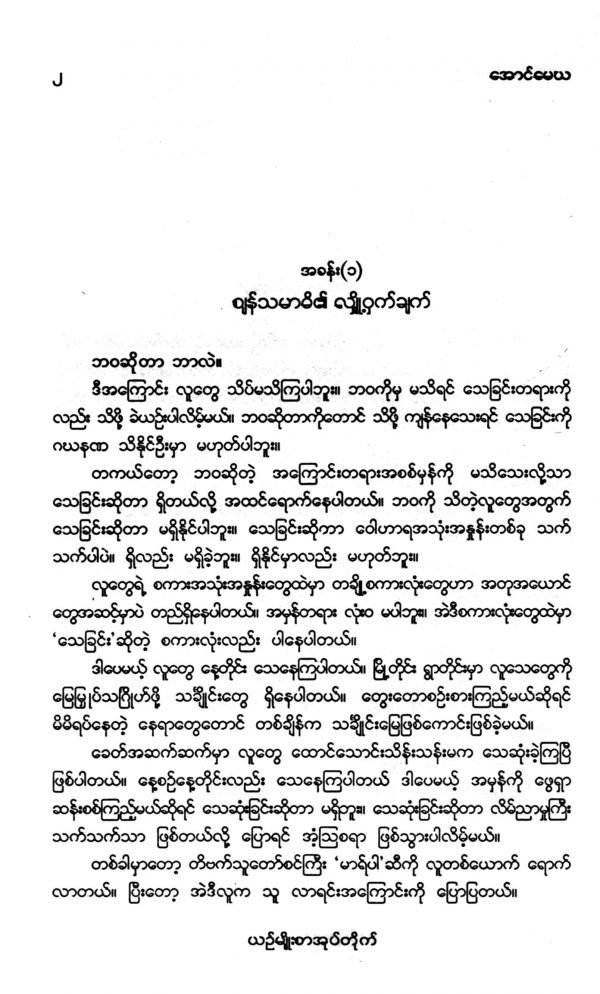 ၂
အောင်မေဃ
အခန်း(၁)
ဈာန်သမာဓိ၏ လျှို့ဝှက်ချက်
ဘဝဆိုတာ ဘာလဲ။
ဒီအကြောင်း လူတွေ သိပ်မသိကြပါဘူး။ ဘဝကိုမှ မသိရင် သေခြင်းတရားကို
လည်း သိဖို့ ခဲယဉ်းပါလိမ့်မယ်။ ဘဝဆိုတာကိုတောင် သိဖို့ ကျန်နေသေးရင် သေခြင်းကို
ဂဃနဏ သိနိုင်ဦးမှာ မဟုတ်ပါဘူး။
တကယ်တော့ ဘဝဆိုတဲ့ အကြောင်းတရားအစစ်မှန်ကို မသိသေးလို့သာ
သေခြင်းဆိုတာ ရှိတယ်လို့ အထင်ရောက်နေပါတယ်။ ဘဝကို သိတဲ့လူတွေအတွက်
သေခြင်းဆိုတာ မရှိနိုင်ပါဘူး။ သေခြင်းဆိုကာ ဝေါဟာရအသုံးအနှုန်းတစ်ခု သက်
သက်ပါပဲ။ ရှိလည်း မရှိခဲ့ဘူး။ ရှိနိုင်မှာလည်း မဟုတ်ဘူး။
လူတွေရဲ့ စကားအသုံးအနှုန်းတွေထဲမှာ တချို့စကားလုံးတွေဟာ အတုအယောင်
တွေအဆင့်မှာပဲ တည်ရှိနေပါတယ်။ အမှန်တရား လုံးဝ မပါဘူး။ အဲဒီစကားလုံးတွေထဲမှာ
‘သေခြင်း’ဆိုတဲ့ စကားလုံးလည်း ပါနေပါတယ်။
ဒါပေမယ့် လူတွေ နေ့တိုင်း သေနေကြပါတယ်။ မြို့တိုင်း ရွာတိုင်းမှာ လူသေတွေကို
မြေမြှုပ်သဂြိုဟ်ဖို့ သင်္ချိုင်းတွေ ရှိနေပါတယ်။ တွေးတောစဉ်းစားကြည့်မယ်ဆိုရင်
မိမိရပ်နေတဲ့ နေရာတွေတောင် တစ်ချိန်က သင်္ချိုင်းမြေဖြစ်ကောင်းဖြစ်ခဲ့မယ်။
ခေတ်အဆက်ဆက်မှာ လူတွေ ထောင်သောင်းသိန်းသန်းမက သေဆုံးခဲ့ကြပြီ
ဖြစ်ပါတယ်။ နေ့စဉ်နေ့တိုင်းလည်း သေနေကြပါတယ် ဒါပေမယ့် အမှန်ကို ဖွေရှာ
ဆန်းစစ်ကြည့်မယ်ဆိုရင် သေဆုံးခြင်းဆိုတာ မရှိဘူး။ သေဆုံးခြင်းဆိုတာ လိမ်ညာမှုကြီး
သက်သက်သာ ဖြစ်တယ်လို့ ပြောရင် အံ့ဩစရာ ဖြစ်သွားပါလိမ့်မယ်။
တစ်ခါမှာတော့ တိဗက်သူတော်စင်ကြီး ‘မာရ်ပါ’ဆီကို လူတစ်ယောက် ရောက်
လာတယ်။ ပြီးတော့ အဲဒီလူက သူ လာရင်းအကြောင်းကို ပြောပြတယ်။
ယဉ်မျိုးစာအုပ်တိုက်